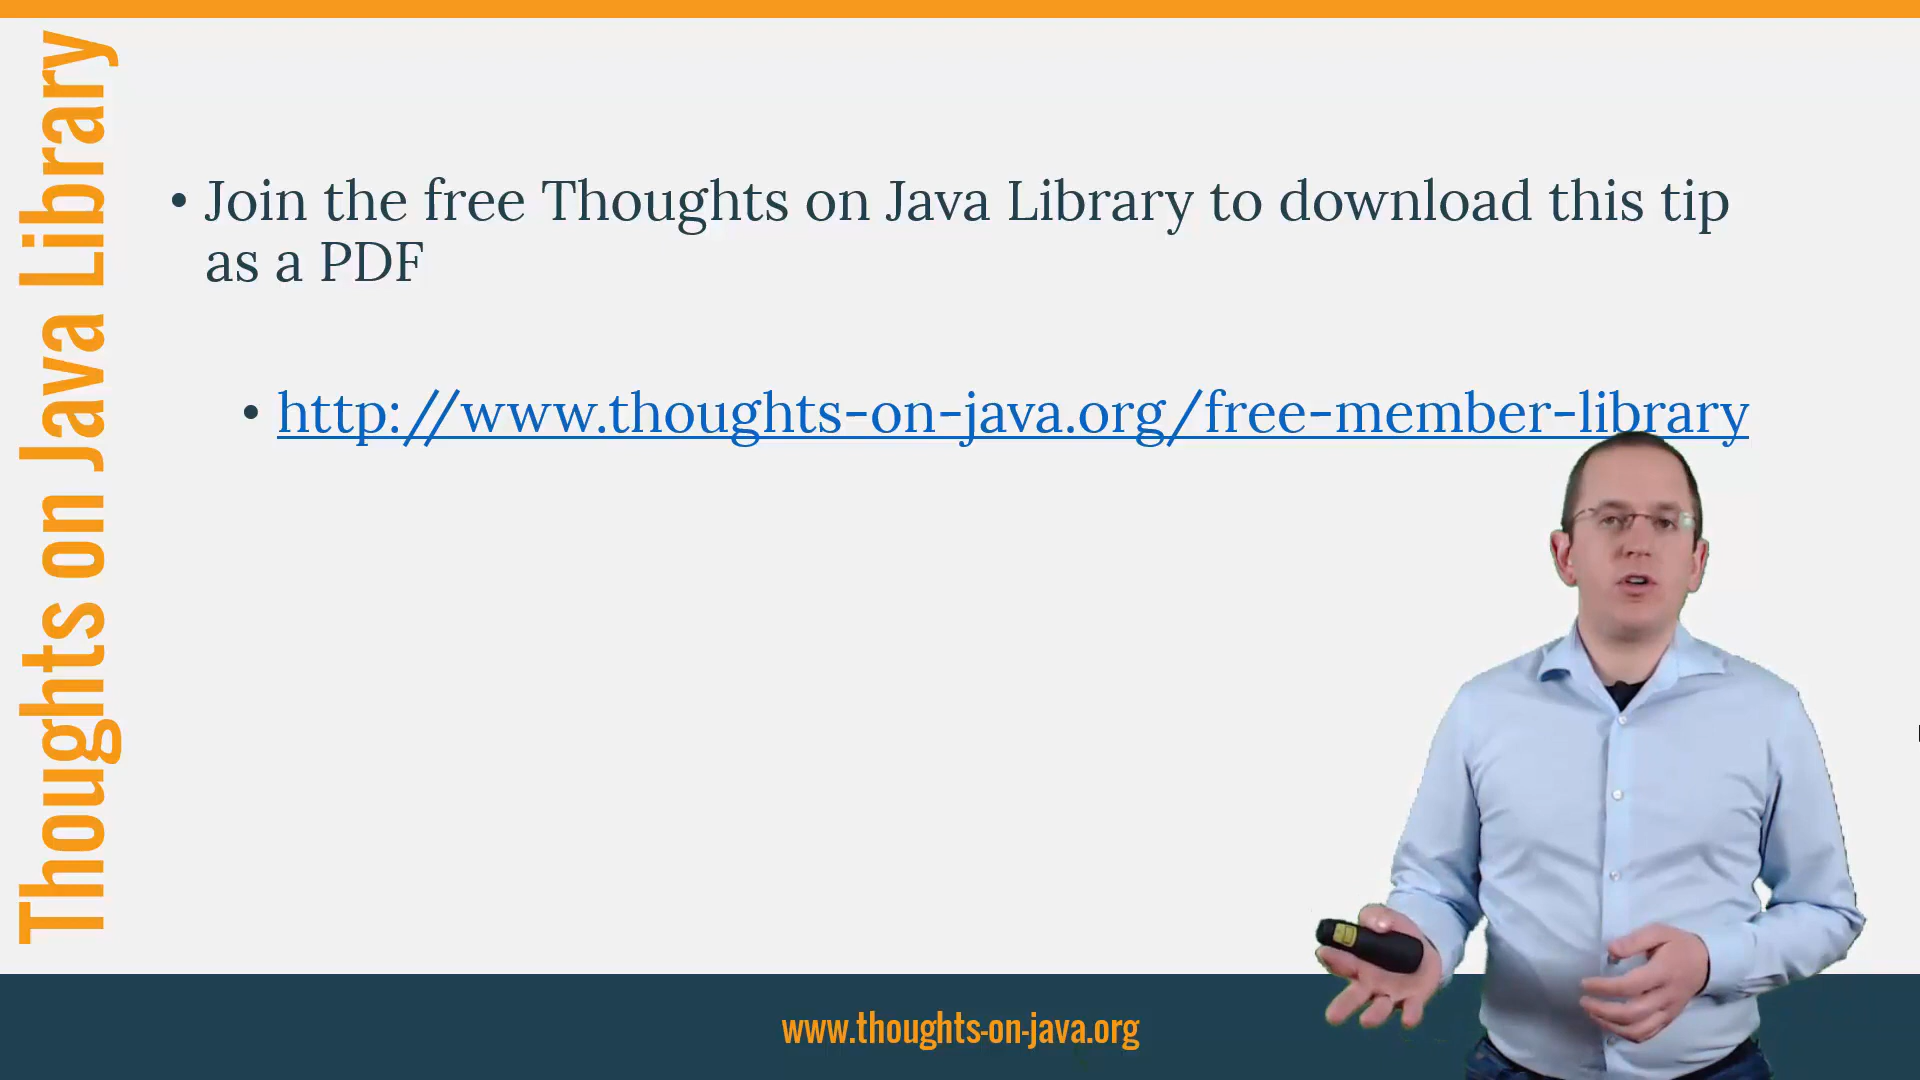 Thoughts on Java Library
• Join the free Thoughts on Java Library to download this tip
as a PDF
• http://www.thoughts-on-java.org/free-member-library
www.thoughts-on-java.org